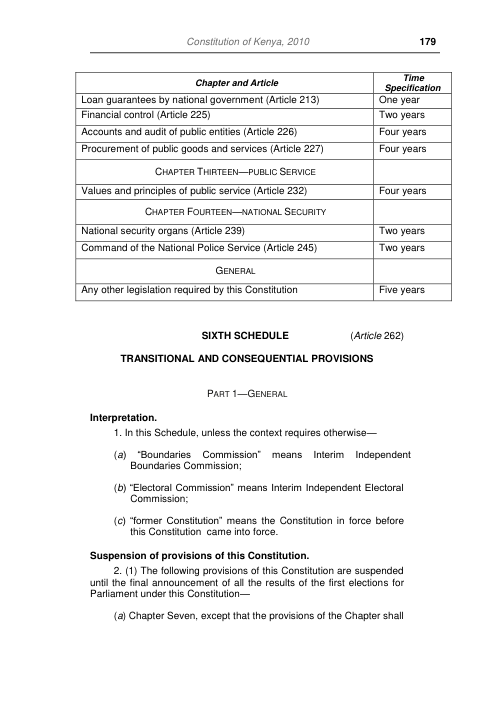 Constitution of Kenya, 2010 179
Chapter and Article Time Specification
Loan guarantees by national government (Article 213) One year
Financial control (Article 225) Two years
Accounts and audit of public entities (Article 226) Four years
Procurement of public goods and services (Article 227) Four years
CHAPTER THIRTEEN—PUBLIC SERVICE
Values and principles of public service (Article 232) Four years
CHAPTER FOURTEEN—NATIONAL SECURITY
National security organs (Article 239) Two years
Command of the National Police Service (Article 245) Two years
GENERAL
Any other legislation required by this Constitution Five years
SIXTH SCHEDULE (Article 262)
TRANSITIONAL AND CONSEQUENTIAL PROVISIONS
PART 1—GENERAL
Interpretation.
1. In this Schedule, unless the context requires otherwise—
(a) “Boundaries Commission” means Interim Independent
Boundaries Commission;
(b) “Electoral Commission” means Interim Independent Electoral
Commission;
(c) “former Constitution” means the Constitution in force before
this Constitution came into force.
Suspension of provisions of this Constitution.
2. (1) The following provisions of this Constitution are suspended
until the final announcement of all the results of the first elections for
Parliament under this Constitution—
(a) Chapter Seven, except that the provisions of the Chapter shall